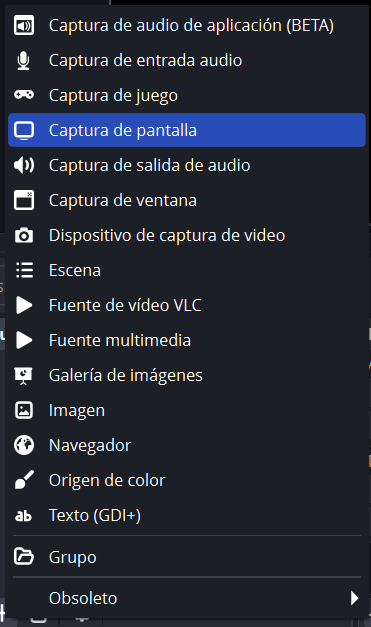 Captura de audio de aplicación (BETA)
Captura de entrada audio
Captura de juego
Captura de pantalla
Captura de salida de audio
Captura de ventana
Dispositivo de captura de video
Escena
Fuente de vídeo VLC
Fuente multimedia
Galería de imágenes
Imagen
Navegador
Origen de color
ab Texto (GDI+)
Grupo
Obsoleto